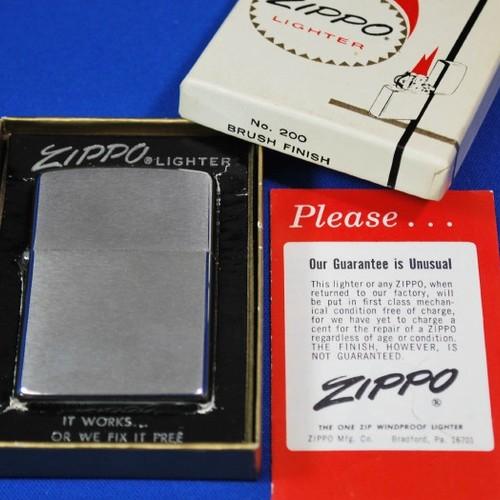 ZIPPO
LIGHTER
No. 200
BRUSH FINISH
ZIPPO® LIGHTER
IT WORKS...
OR WE FIX IT FREE
Please...
Our Guarantee is Unusual
This lighter or any ZIPPO, when
returned to our factory, will
be put in first class mechan-
ical condition free of charge,
for we have yet to charge a
cent for the repair of a ZIPPO
regardless of age or condition.
THE FINISH, HOWEVER, IS
NOT GUARANTEED.
ZIPPO®
THE ONE ZIP WINDPROOF LIGHTER
ZIPPO Mfg. Co. Bradford, Pa. 16701